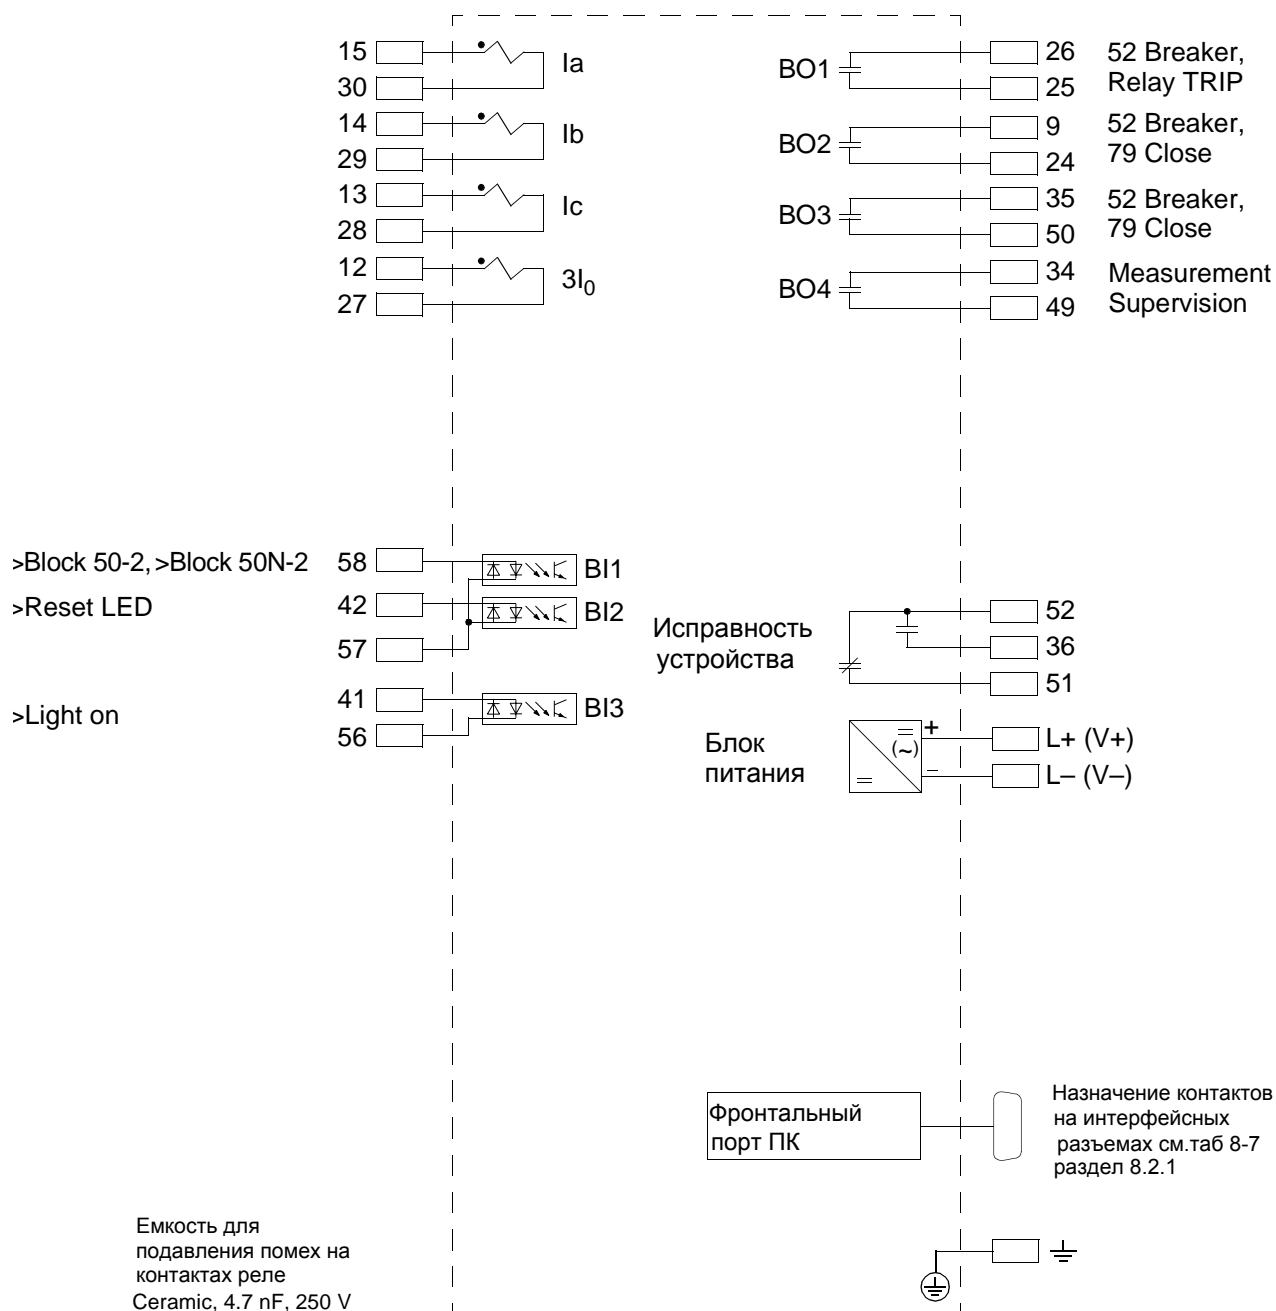 15
Ia
30
14
Ib
29
13
Ic
28
12
3I0
27
BO1
26
52 Breaker,
25
Relay TRIP
BO2
9
52 Breaker,
24
79 Close
BO3
35
52 Breaker,
50
79 Close
BO4
34
Measurement
49
Supervision
>Block 50-2, >Block 50N-2
58
BI1
>Reset LED
42
BI2
57
>Light on
41
BI3
56
Исправность
устройства
52
36
51
Блок
питания
(~)
+
–
L+ (V+)
L– (V–)
Фронтальный
порт ПК
Назначение контактов
на интерфейсных
разъемах см.таб 8-7
раздел 8.2.1
Емкость для
подавления помех на
контактах реле
Ceramic, 4.7 nF, 250 V